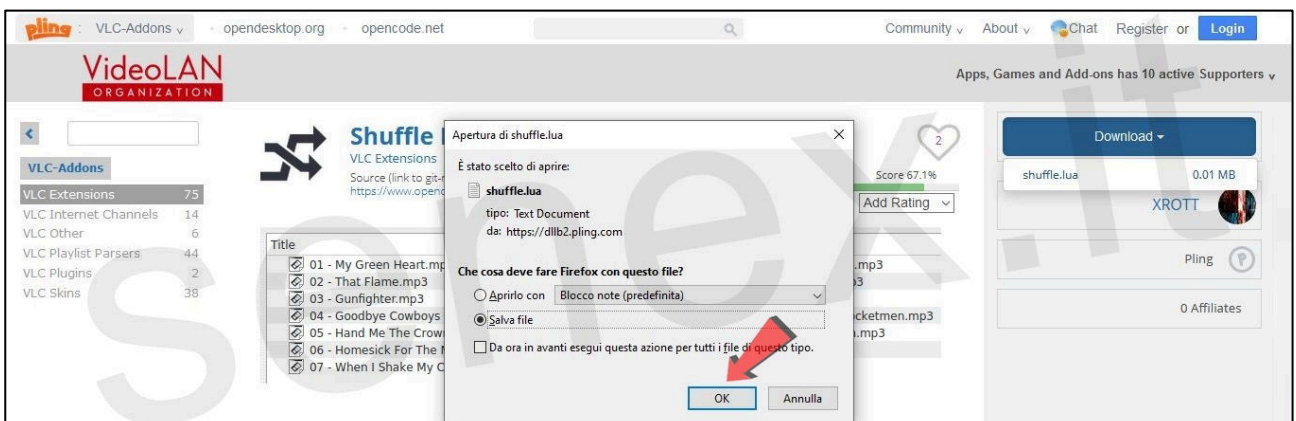 pling : VLC-Addons opendesktop.org opencode.net Community About Chat Register or Login
VideoLAN
ORGANIZATION
Apps, Games and Add-ons has 10 active Supporters
VLC-Addons
VLC Extensions 75
VLC Internet Channels 14
VLC Other 6
VLC Playlist Parsers 44
VLC Plugins 2
VLC Skins 38
Shuffle
VLC Extensions
Source (link to git-
https://www.open
Title
01 - My Green Heart.mp
02 - That Flame.mp3
03 - Gunfighter.mp3
04 - Goodbye Cowboys
05 - Hand Me The Crow
06 - Homesick For The
07 - When I Shake My C
Apertura di shuffle.lua
È stato scelto di aprire:
shuffle.lua
tipo: Text Document
da: https://dllb2.pling.com
Che cosa deve fare Firefox con questo file?
Aprirlo con Blocco note (predefinita)
Salva file
Da ora in avanti esegui questa azione per tutti i file di questo tipo.
OK Annulla
2
Score 67.1%
Add Rating
.mp3
cketmen.mp3
n.mp3
Download
shuffle.lua 0.01 MB
XROTT
Pling P
0 Affiliates
senex.it